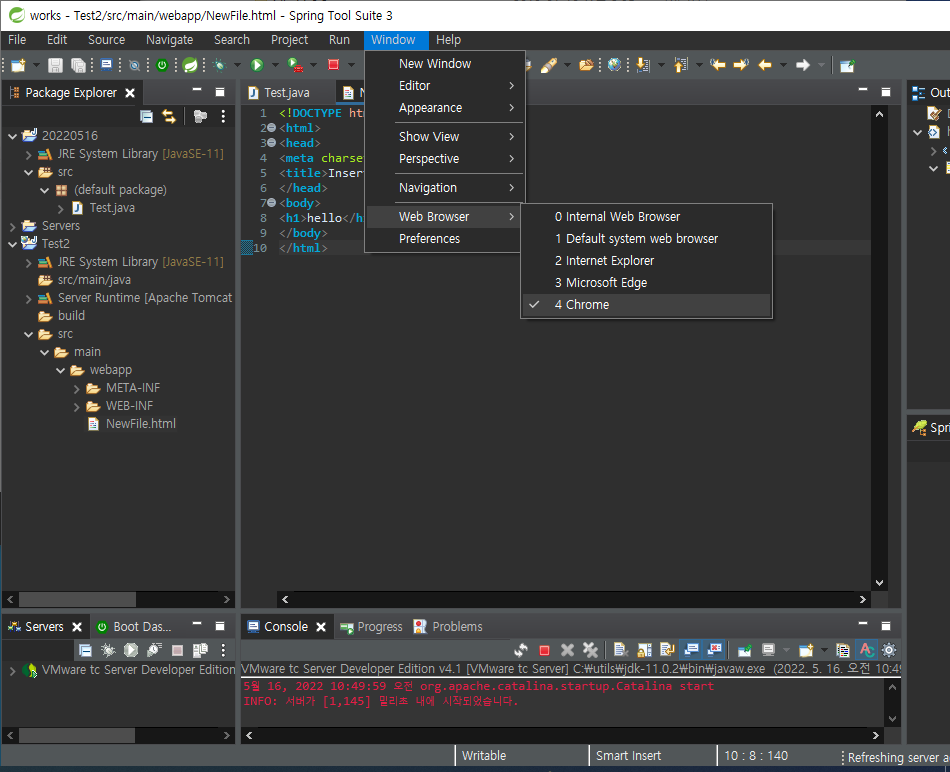 works - Test2/src/main/webapp/NewFile.html - Spring Tool Suite 3
File Edit Source Navigate Search Project Run Window Help
Package Explorer
20220516
JRE System Library [JavaSE-11]
src
(default package)
Test.java
Servers
Test2
JRE System Library [JavaSE-11]
src/main/java
Server Runtime [Apache Tomcat
build
src
main
webapp
META-INF
WEB-INF
NewFile.html
Test.java
1 <!DOCTYPE
2 <html>
3 <head>
4 <meta charse
5 <title>Inser
6 </head>
7 <body>
8 <h1>hello</h
9 </body>
10 </html>
New Window
Editor
Appearance
Show View
Perspective
Navigation
Web Browser
Preferences
0 Internal Web Browser
1 Default system web browser
2 Internet Explorer
3 Microsoft Edge
4 Chrome
Out
Spri
Servers
Boot Das...
VMware tc Server Developer Edition
Console
Progress
Problems
VMware tc Server Developer Edition v4.1 [VMware tc Server] C:₩utils₩jdk-11.0.2₩bin₩javaw.exe (2022. 5. 16. 오전 10:49
5월 16, 2022 10:49:59 오전 org.apache.catalina.startup.Catalina start
INFO: 서버가 [1,145] 밀리초 내에 시작되었습니다.
Writable
Smart Insert
10 : 8 : 140
Refreshing server a